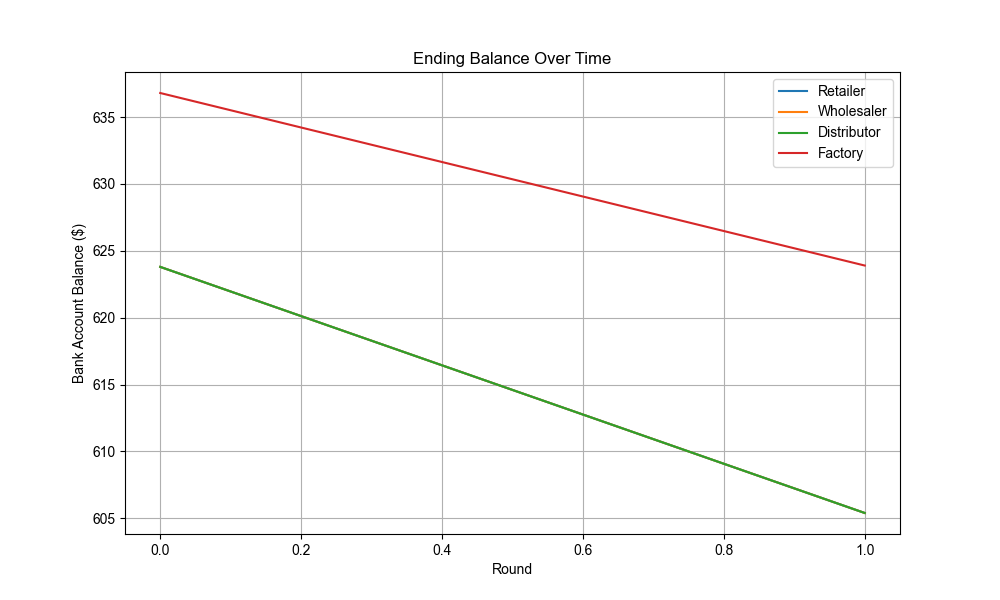 Ending Balance Over Time
Retailer
Wholesaler
Distributor
Factory
Bank Account Balance ($)
635
630
625
620
615
610
605
0.0 0.2 0.4 0.6 0.8 1.0
Round